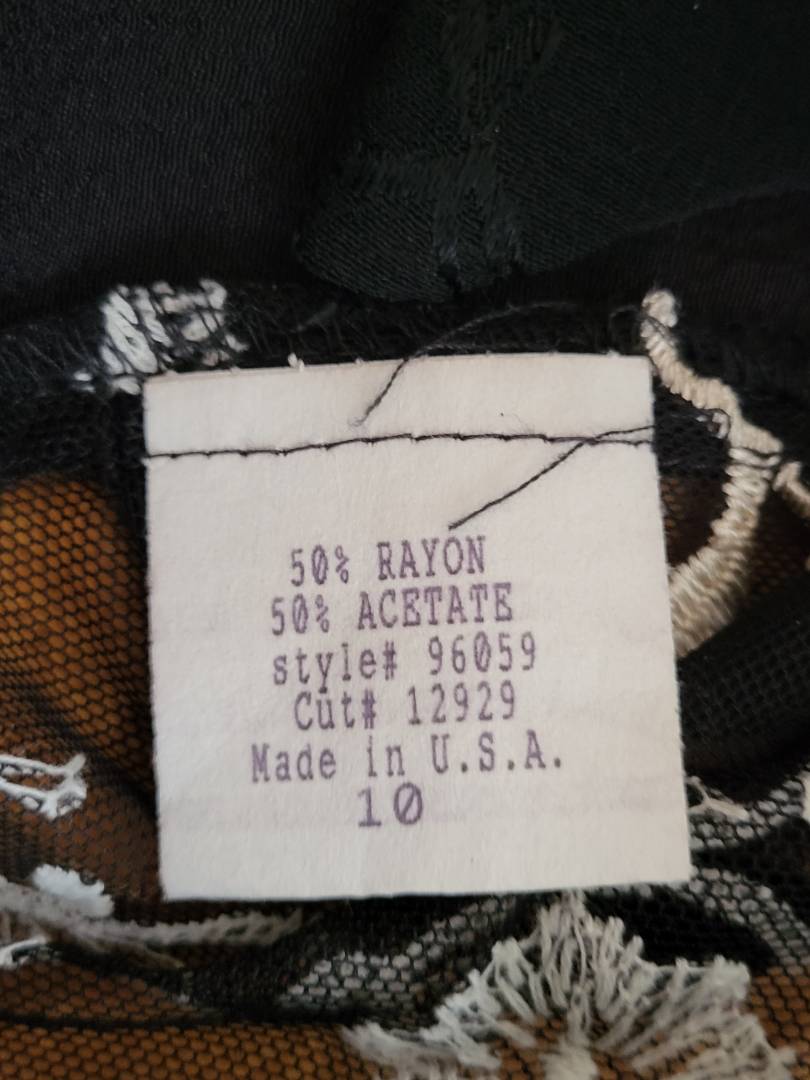 50% RAYON
50% ACETATE
style# 96059
Cut# 12929
Made in U.S.A.
10